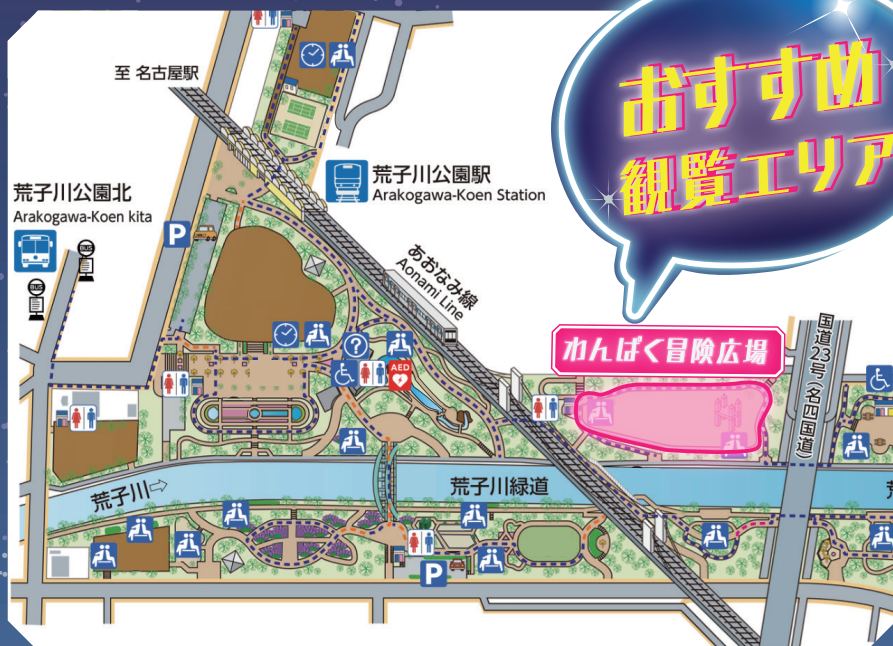 至 名古屋駅
おすすめ
観覧エリア
荒子川公園駅
Arakogawa-Koen Station
荒子川公園北
Arakogawa-Koen kita
BUS
BUS
P
あおなみ線
Aonami Line
わんぱく冒険広場
国道23号(名四国道)
?
AED
荒子川⇨
荒子川緑道
荒
P